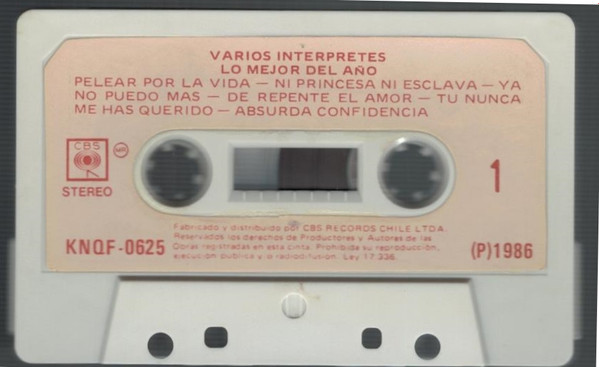 VARIOS INTERPRETES
LO MEJOR DEL AÑO
PELEAR POR LA VIDA — NI PRINCESA NI ESCLAVA — YA
NO PUEDO MAS — DE REPENTE EL AMOR — TU NUNCA
ME HAS QUERIDO — ABSURDA CONFIDENCIA
CBS
STEREO
1
KNQF-0625
Fabricado y distribuido por CBS RECORDS CHILE LTDA.
Reservados los derechos de Productores y Autores de las
Obras registradas en esta cinta. Prohibida su reproducción,
ejecución pública y/o radiodifusión. Ley 17.336.
(P)1986